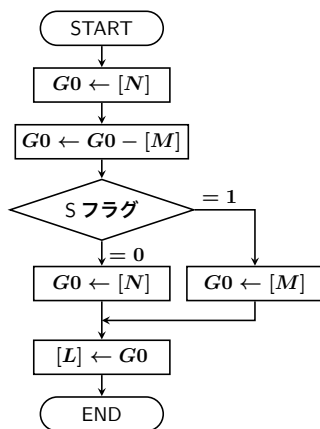 START
G0 ← [N]
G0 ← G0 − [M]
S フラグ
= 1
= 0
G0 ← [N]
G0 ← [M]
[L] ← G0
END